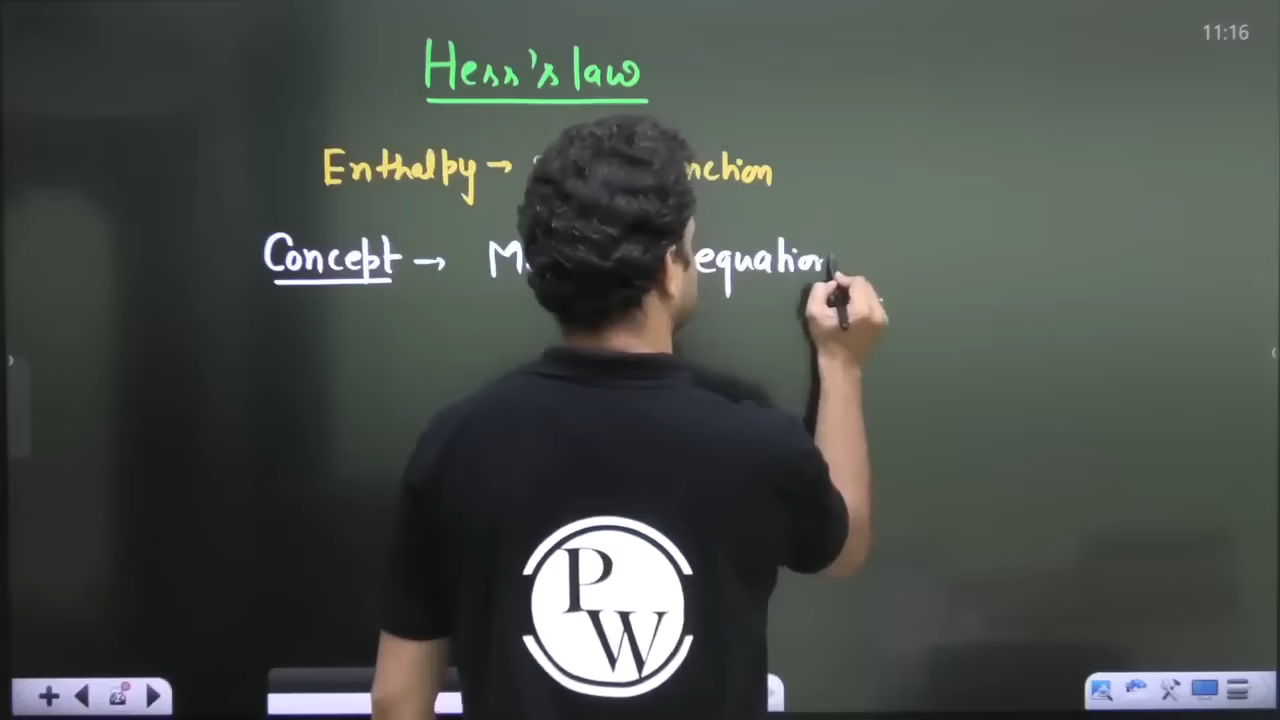 11:16
Hess's law
Enthalpy → nction
Concept → M equation
P
W